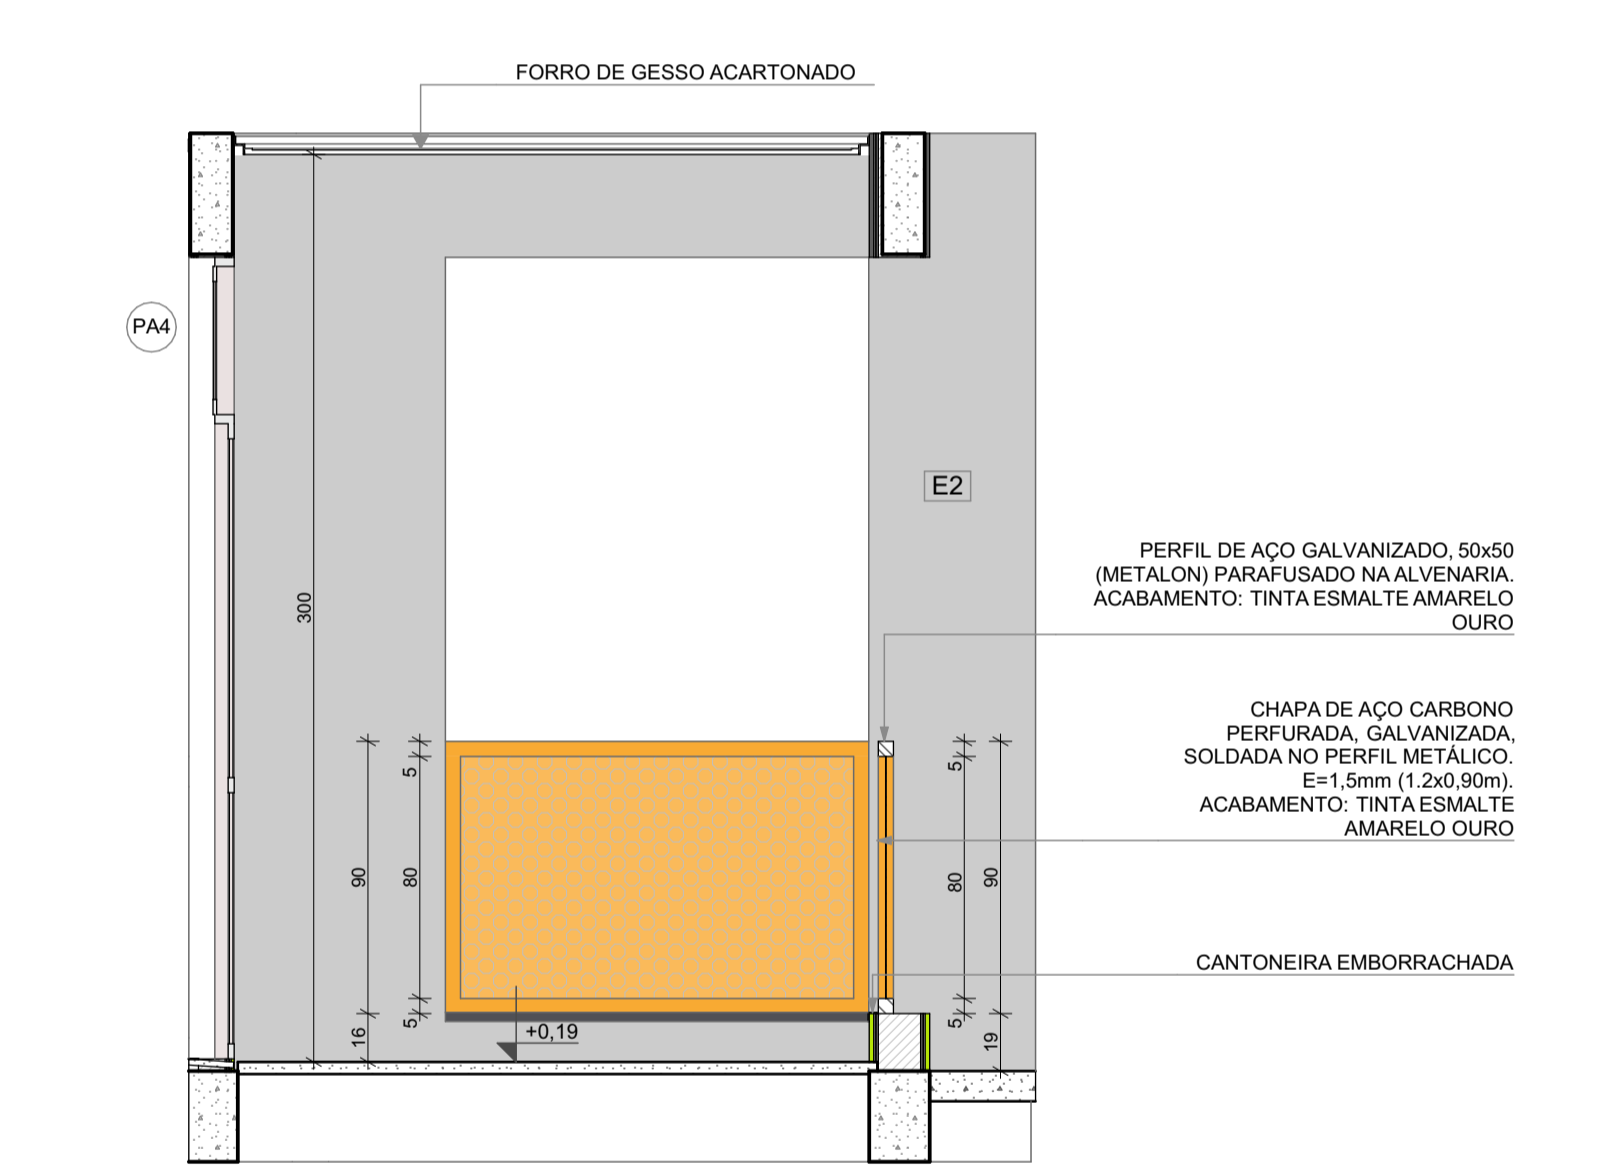 FORRO DE GESSO ACARTONADO
PA4
E2
PERFIL DE AÇO GALVANIZADO, 50x50
(METALON) PARAFUSADO NA ALVENARIA.
ACABAMENTO: TINTA ESMALTE AMARELO
OURO
300
CHAPA DE AÇO CARBONO
PERFURADA, GALVANIZADA,
SOLDADA NO PERFIL METÁLICO.
E=1,5mm (1.2x0,90m).
ACABAMENTO: TINTA ESMALTE
AMARELO OURO
5
5
90
80
80
90
CANTONEIRA EMBORRACHADA
16
5
+0,19
5
19